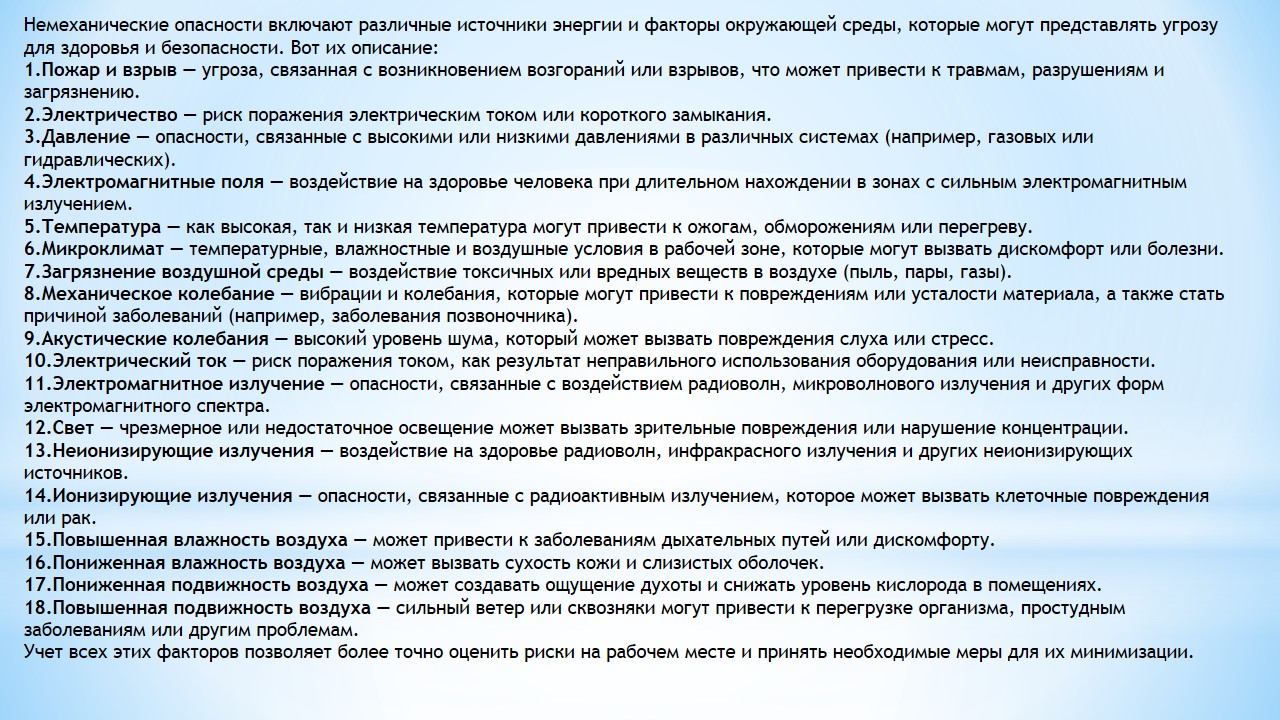 Немеханические опасности включают различные источники энергии и факторы окружающей среды, которые могут представлять угрозу
для здоровья и безопасности. Вот их описание:
1.Пожар и взрыв — угроза, связанная с возникновением возгораний или взрывов, что может привести к травмам, разрушениям и
загрязнению.
2.Электричество — риск поражения электрическим током или короткого замыкания.
3.Давление — опасности, связанные с высокими или низкими давлениями в различных системах (например, газовых или
гидравлических).
4.Электромагнитные поля — воздействие на здоровье человека при длительном нахождении в зонах с сильным электромагнитным
излучением.
5.Температура — как высокая, так и низкая температура могут привести к ожогам, обморожениям или перегреву.
6.Микроклимат — температурные, влажностные и воздушные условия в рабочей зоне, которые могут вызвать дискомфорт или болезни.
7.Загрязнение воздушной среды — воздействие токсичных или вредных веществ в воздухе (пыль, пары, газы).
8.Механическое колебание — вибрации и колебания, которые могут привести к повреждениям или усталости материала, а также стать
причиной заболеваний (например, заболевания позвоночника).
9.Акустические колебания — высокий уровень шума, который может вызвать повреждения слуха или стресс.
10.Электрический ток — риск поражения током, как результат неправильного использования оборудования или неисправности.
11.Электромагнитное излучение — опасности, связанные с воздействием радиоволн, микроволнового излучения и других форм
электромагнитного спектра.
12.Свет — чрезмерное или недостаточное освещение может вызвать зрительные повреждения или нарушение концентрации.
13.Неионизирующие излучения — воздействие на здоровье радиоволн, инфракрасного излучения и других неионизирующих
источников.
14.Ионизирующие излучения — опасности, связанные с радиоактивным излучением, которое может вызвать клеточные повреждения
или рак.
15.Повышенная влажность воздуха — может привести к заболеваниям дыхательных путей или дискомфорту.
16.Пониженная влажность воздуха — может вызвать сухость кожи и слизистых оболочек.
17.Пониженная подвижность воздуха — может создавать ощущение духоты и снижать уровень кислорода в помещениях.
18.Повышенная подвижность воздуха — сильный ветер или сквозняки могут привести к перегрузке организма, простудным
заболеваниям или другим проблемам.
Учет всех этих факторов позволяет более точно оценить риски на рабочем месте и принять необходимые меры для их минимизации.